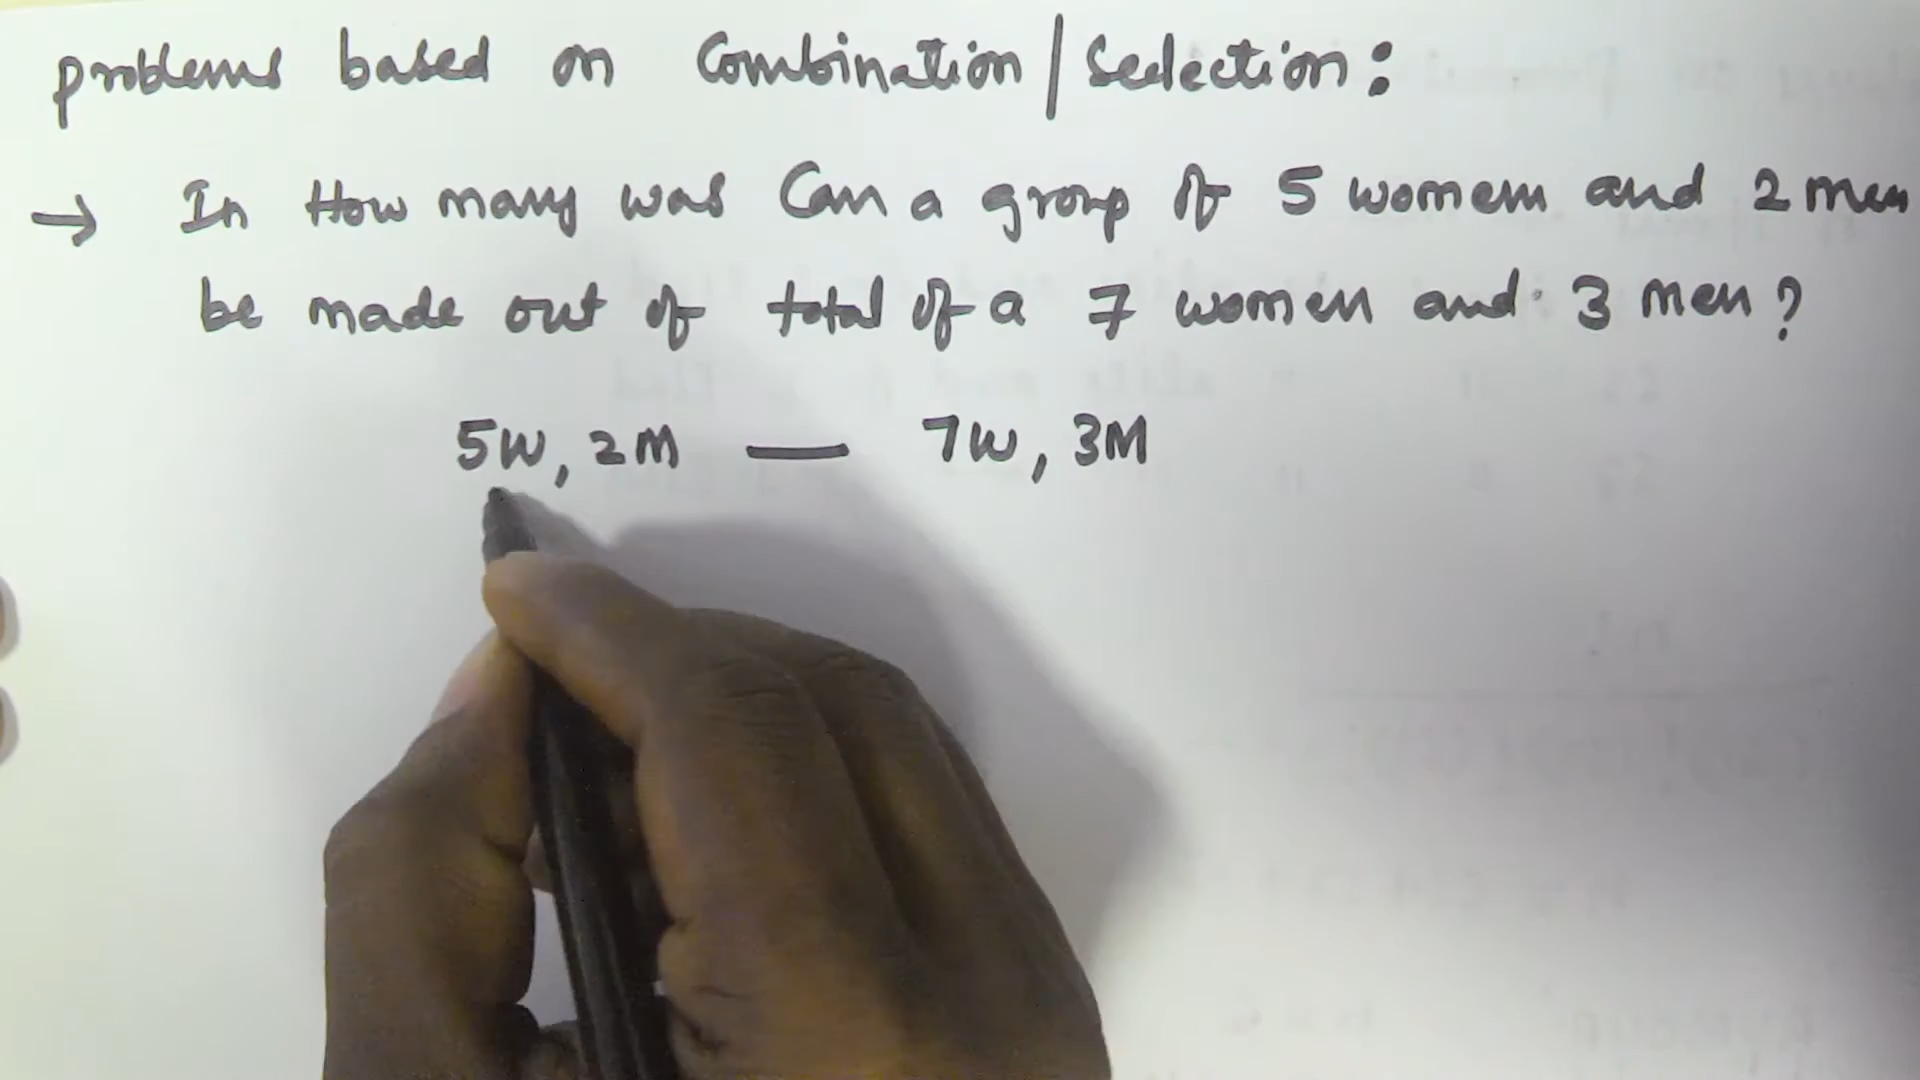 problems based on Combination/Selection:
→ In How many was Can a group of 5 women and 2 men
be made out of total of a 7 women and 3 men?
5W, 2M — 7W, 3M